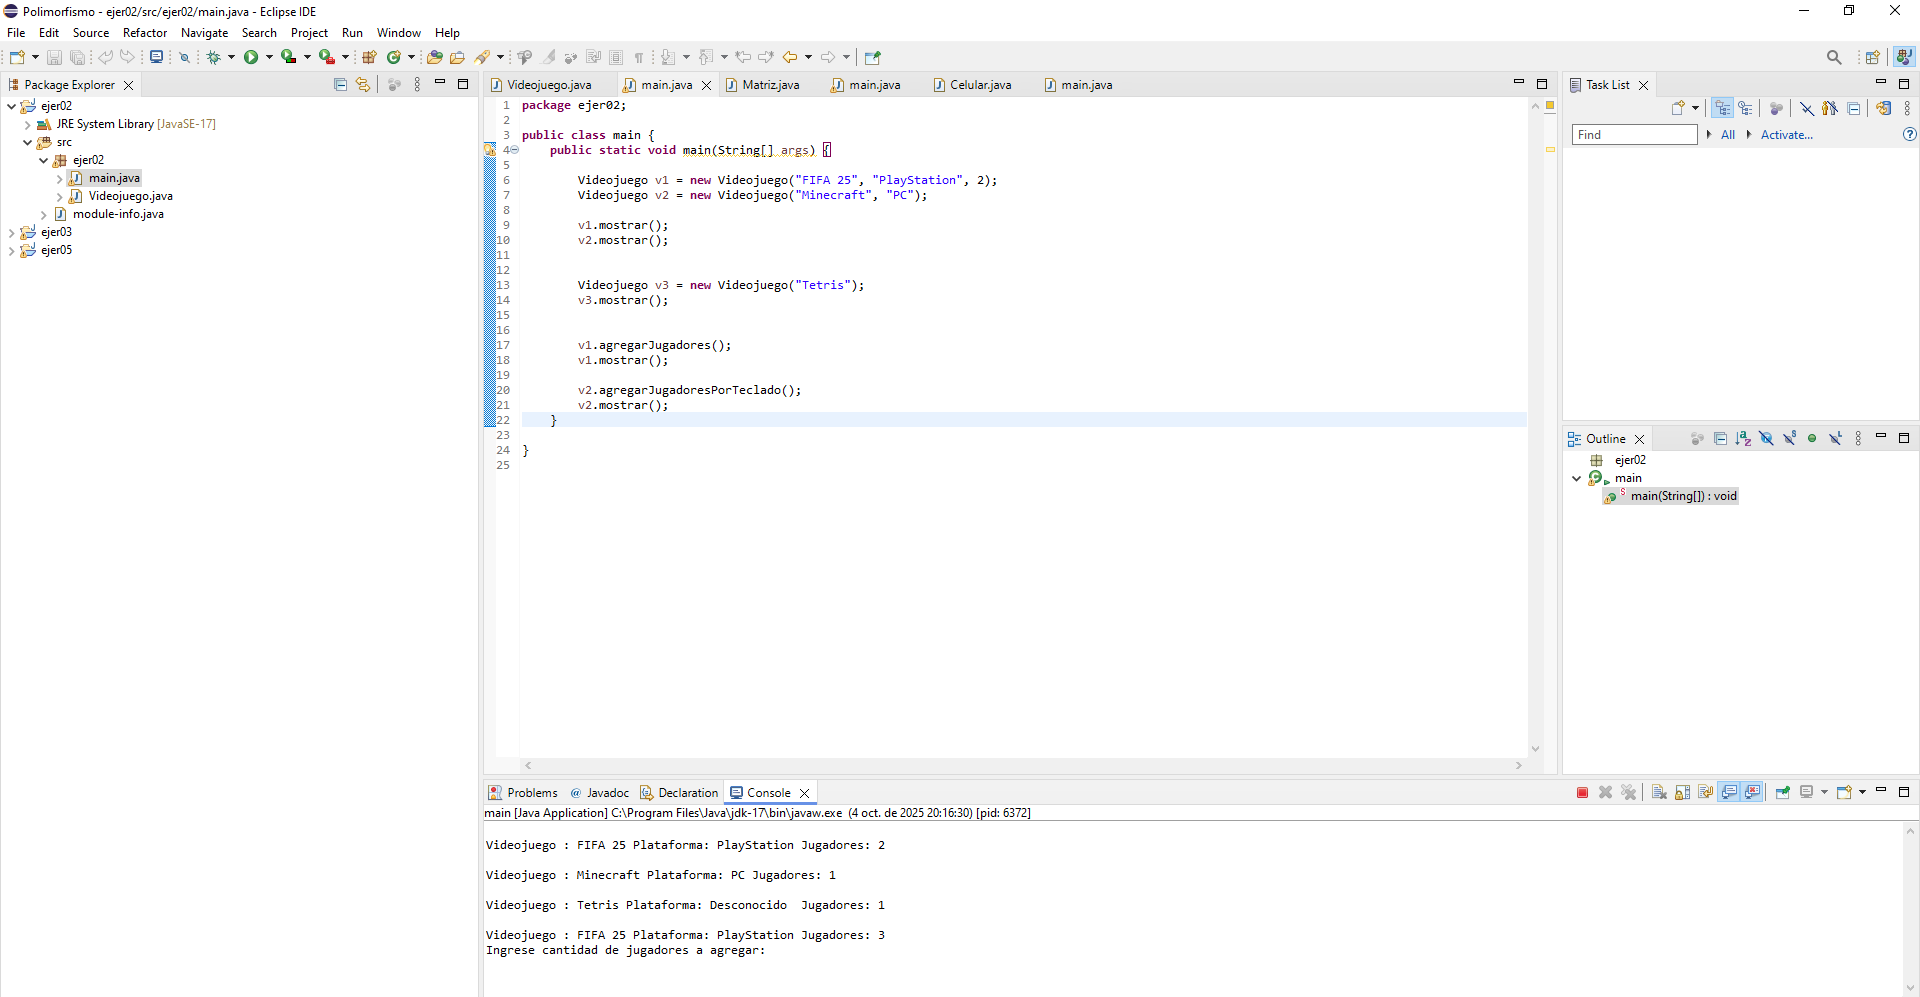 Polimorfismo - ejer02/src/ejer02/main.java - Eclipse IDE
File Edit Source Refactor Navigate Search Project Run Window Help
Package Explorer
ejer02
JRE System Library [JavaSE-17]
src
ejer02
main.java
Videojuego.java
module-info.java
ejer03
ejer05
Videojuego.java main.java Matriz.java main.java Celular.java main.java
1 package ejer02;
2
3 public class main {
4 public static void main(String[] args) {
5
6 Videojuego v1 = new Videojuego("FIFA 25", "PlayStation", 2);
7 Videojuego v2 = new Videojuego("Minecraft", "PC");
8
9 v1.mostrar();
10 v2.mostrar();
11
12
13 Videojuego v3 = new Videojuego("Tetris");
14 v3.mostrar();
15
16
17 v1.agregarJugadores();
18 v1.mostrar();
19
20 v2.agregarJugadoresPorTeclado();
21 v2.mostrar();
22 }
23
24 }
25
Task List
Find All Activate...
Outline
ejer02
main
main(String[]) : void
Problems @ Javadoc Declaration Console
main [Java Application] C:\Program Files\Java\jdk-17\bin\javaw.exe (4 oct. de 2025 20:16:30) [pid: 6372]
Videojuego : FIFA 25 Plataforma: PlayStation Jugadores: 2
Videojuego : Minecraft Plataforma: PC Jugadores: 1
Videojuego : Tetris Plataforma: Desconocido  Jugadores: 1
Videojuego : FIFA 25 Plataforma: PlayStation Jugadores: 3
Ingrese cantidad de jugadores a agregar: